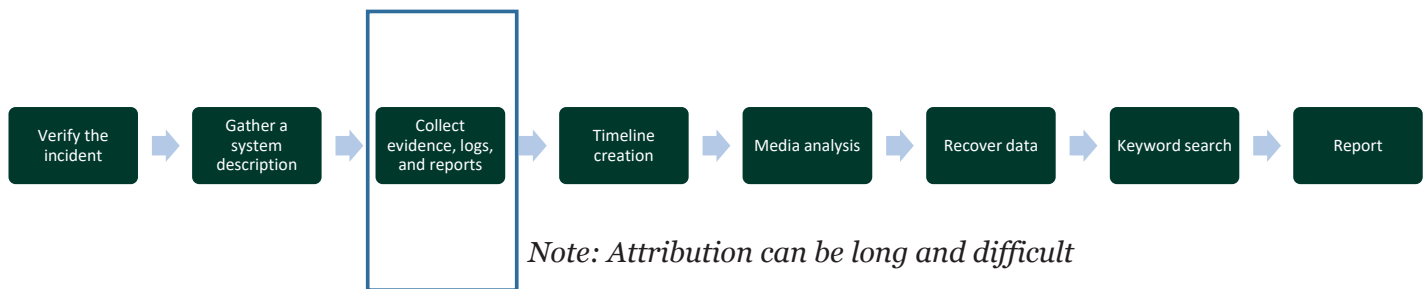 Verify the
incident
Gather a
system
description
Collect
evidence, logs,
and reports
Timeline
creation
Media analysis
Recover data
Keyword search
Report
Note: Attribution can be long and difficult